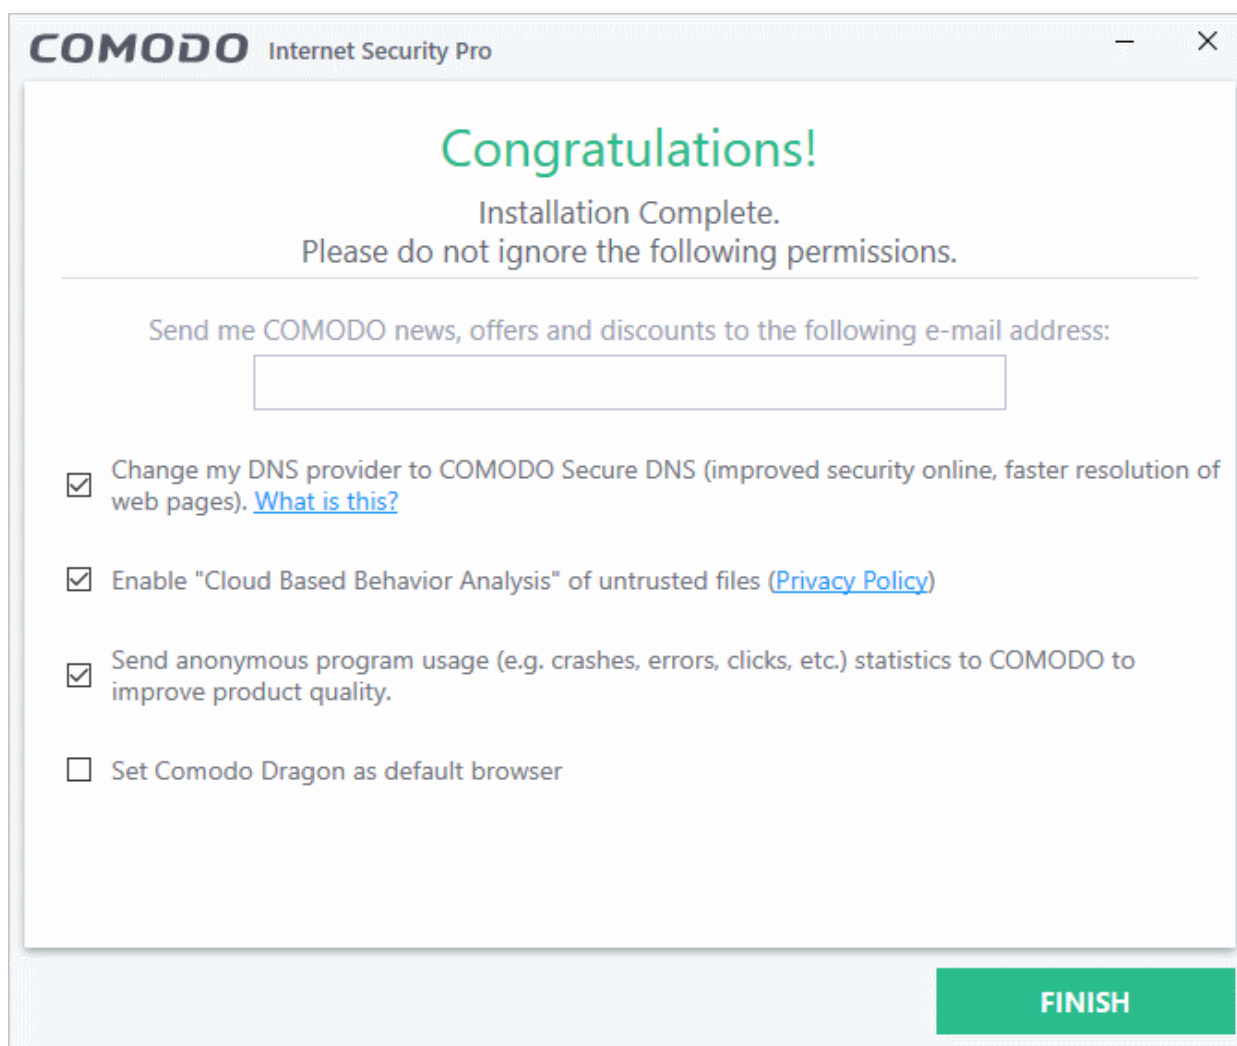 COMODO Internet Security Pro
Congratulations!
Installation Complete.
Please do not ignore the following permissions.
Send me COMODO news, offers and discounts to the following e-mail address:
Change my DNS provider to COMODO Secure DNS (improved security online, faster resolution of
web pages). What is this?
Enable "Cloud Based Behavior Analysis" of untrusted files (Privacy Policy)
Send anonymous program usage (e.g. crashes, errors, clicks, etc.) statistics to COMODO to
improve product quality.
Set Comodo Dragon as default browser
FINISH